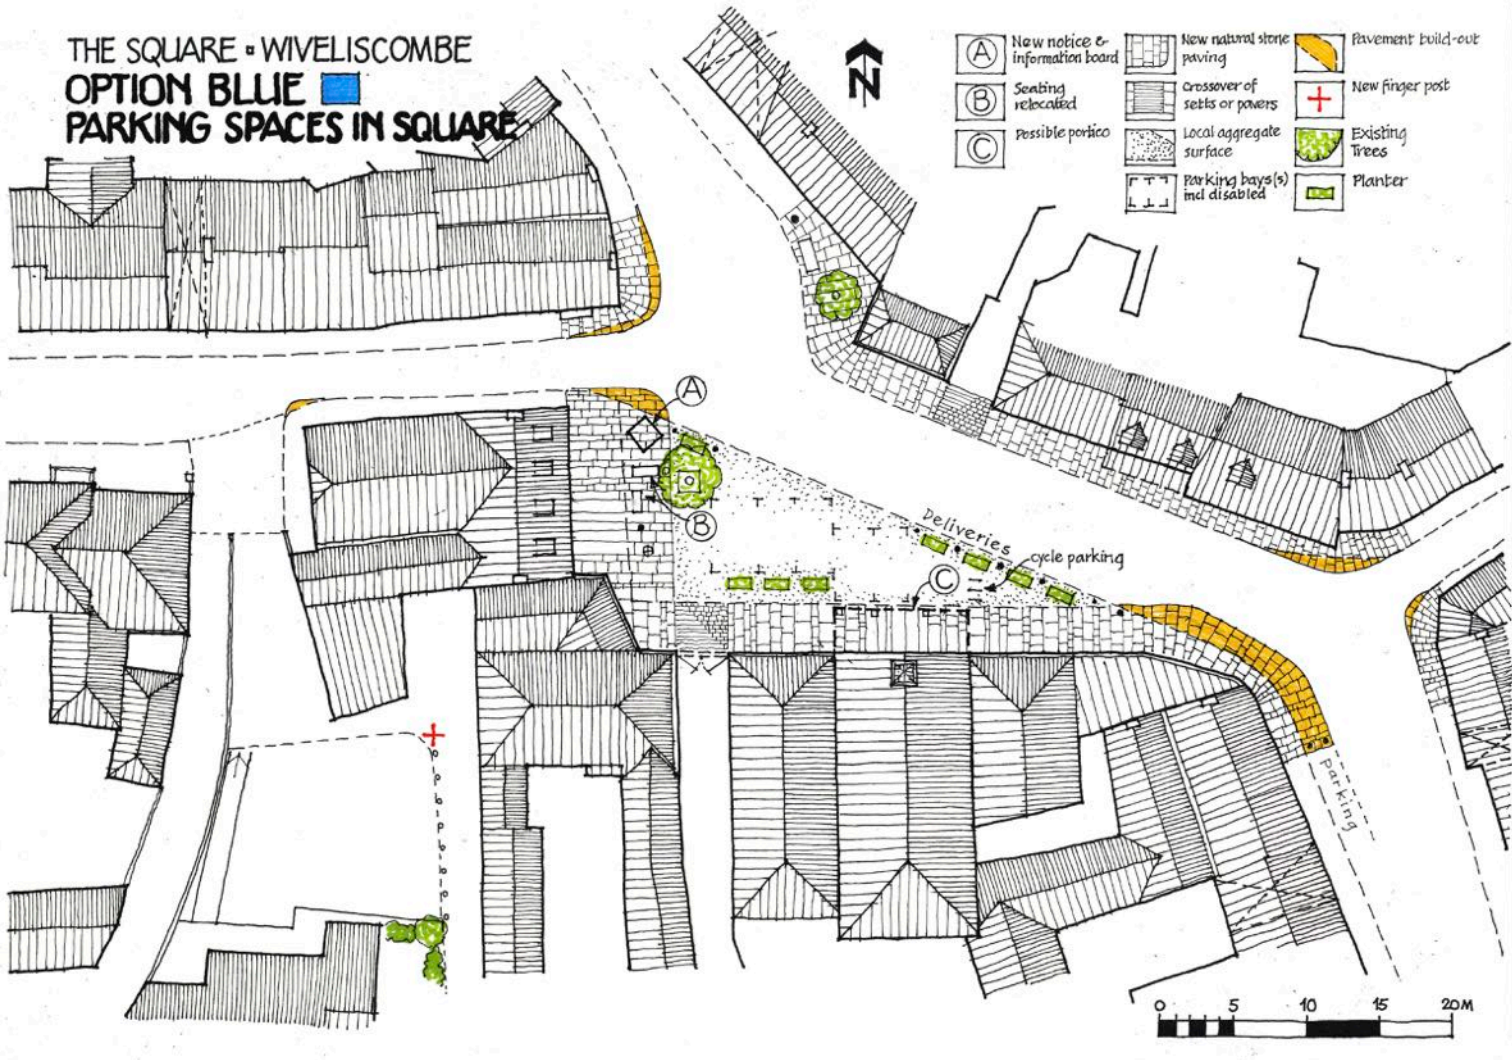 THE SQUARE ▫ WIVELISCOMBE
OPTION BLUE
PARKING SPACES IN SQUARE
N
A
New notice &
information board
B
Seating
relocated
C
Possible portico
New natural stone
paving
Crossover of
setts or pavers
Local aggregate
surface
Parking bays(s)
incl disabled
Pavement build-out
New finger post
Existing
Trees
Planter
A
B
Deliveries
cycle parking
C
parking
0 5 10 15 20M